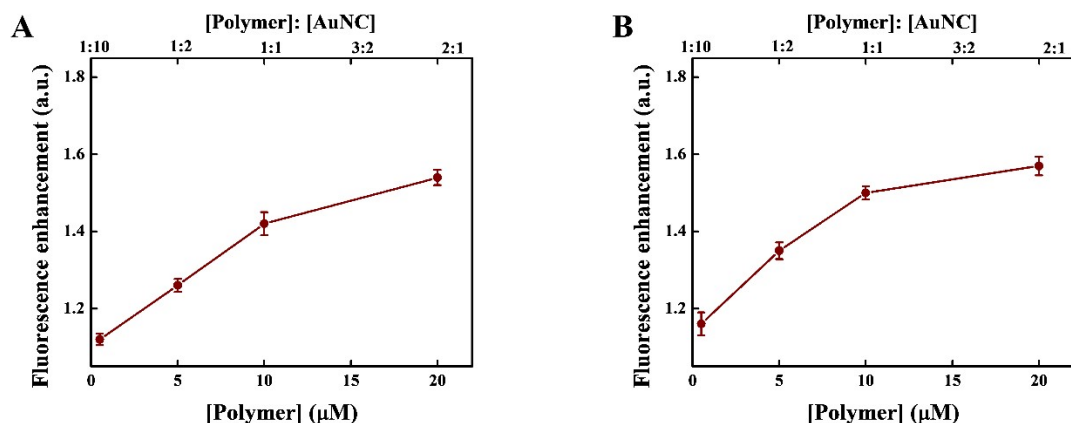 A
[Polymer]: [AuNC]
1:10 1:2 1:1 3:2 2:1
Fluorescence enhancement (a.u.)
1.8
1.6
1.4
1.2
0 5 10 15 20
[Polymer] (μM)
B
[Polymer]: [AuNC]
1:10 1:2 1:1 3:2 2:1
Fluorescence enhancement (a.u.)
1.8
1.6
1.4
1.2
0 5 10 15 20
[Polymer] (μM)